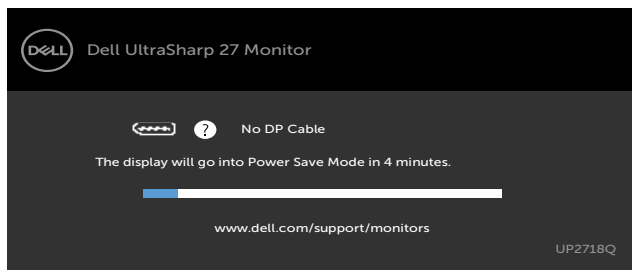 DELL
Dell UltraSharp 27 Monitor
? No DP Cable
The display will go into Power Save Mode in 4 minutes.
www.dell.com/support/monitors
UP2718Q